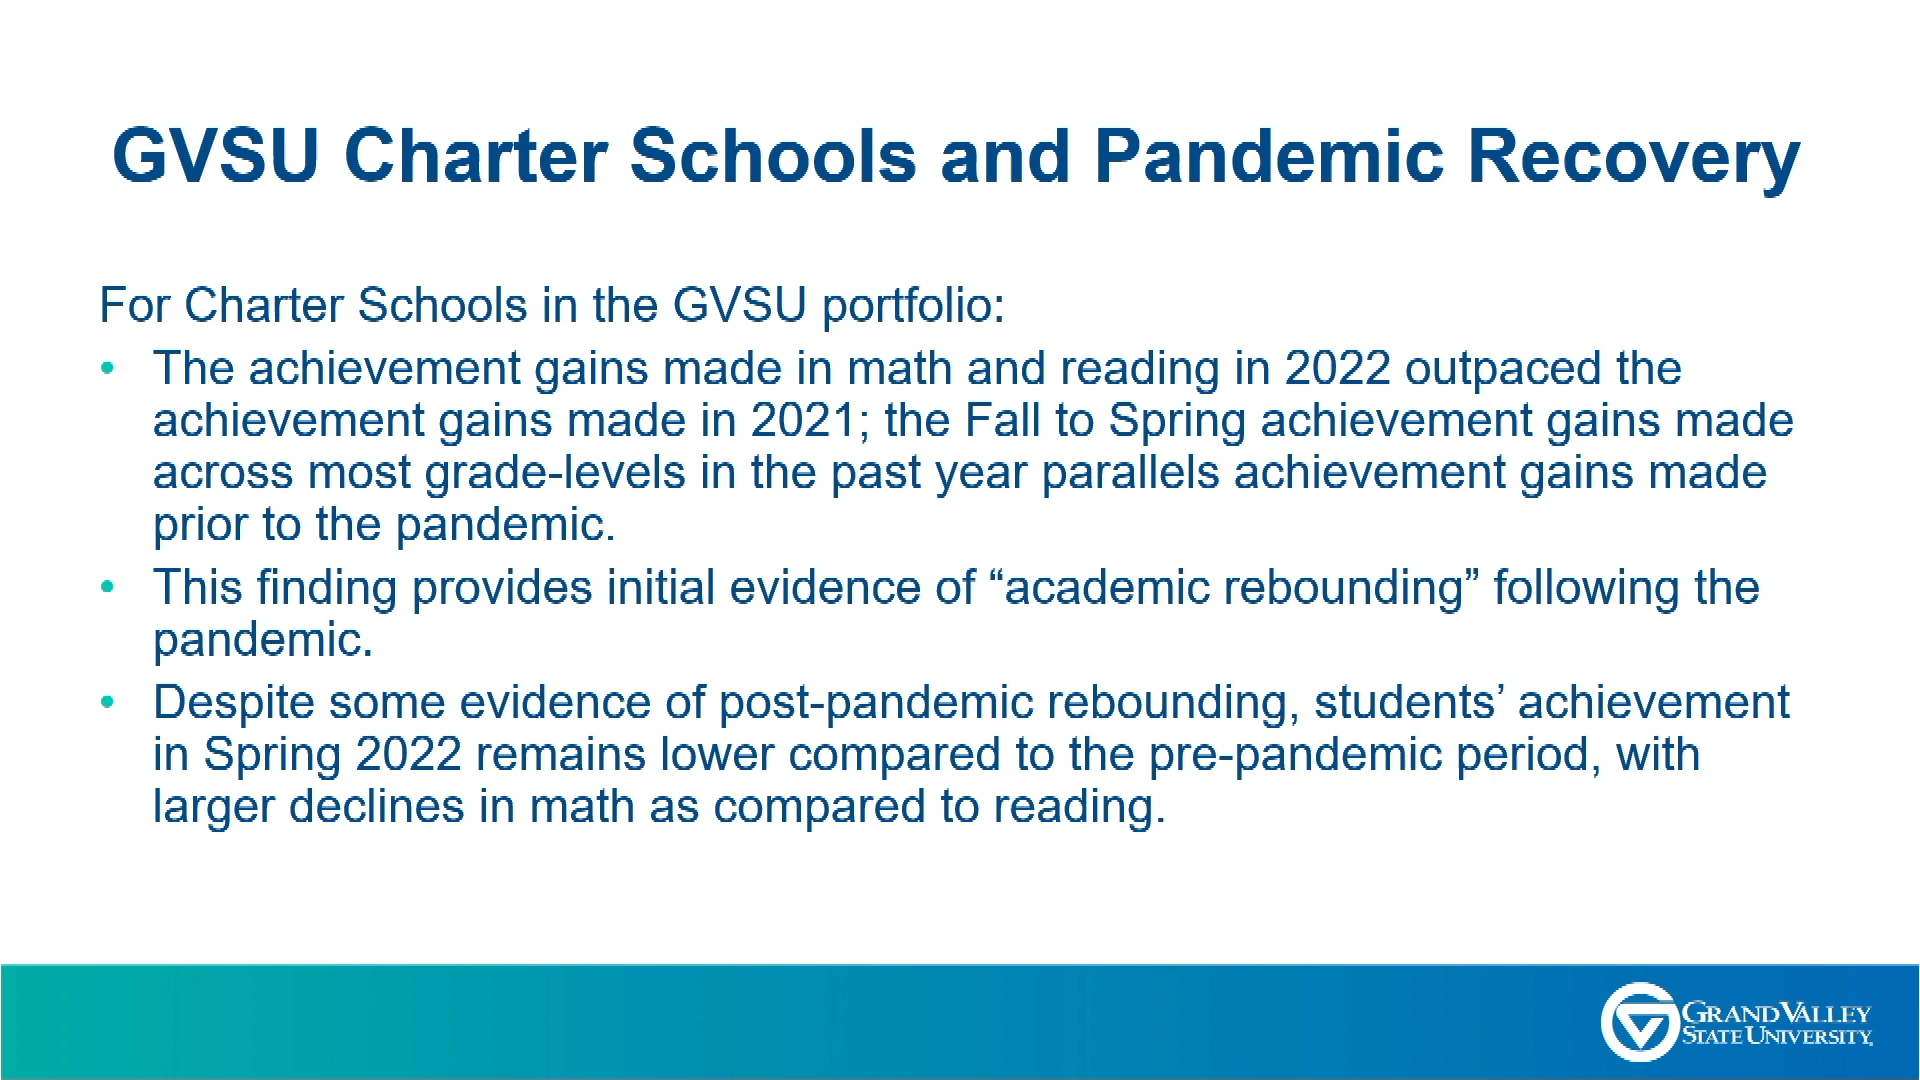 GVSU Charter Schools and Pandemic Recovery
For Charter Schools in the GVSU portfolio:
• The achievement gains made in math and reading in 2022 outpaced the
achievement gains made in 2021; the Fall to Spring achievement gains made
across most grade-levels in the past year parallels achievement gains made
prior to the pandemic.
• This finding provides initial evidence of “academic rebounding” following the
pandemic.
• Despite some evidence of post-pandemic rebounding, students’ achievement
in Spring 2022 remains lower compared to the pre-pandemic period, with
larger declines in math as compared to reading.
GRAND VALLEY
STATE UNIVERSITY